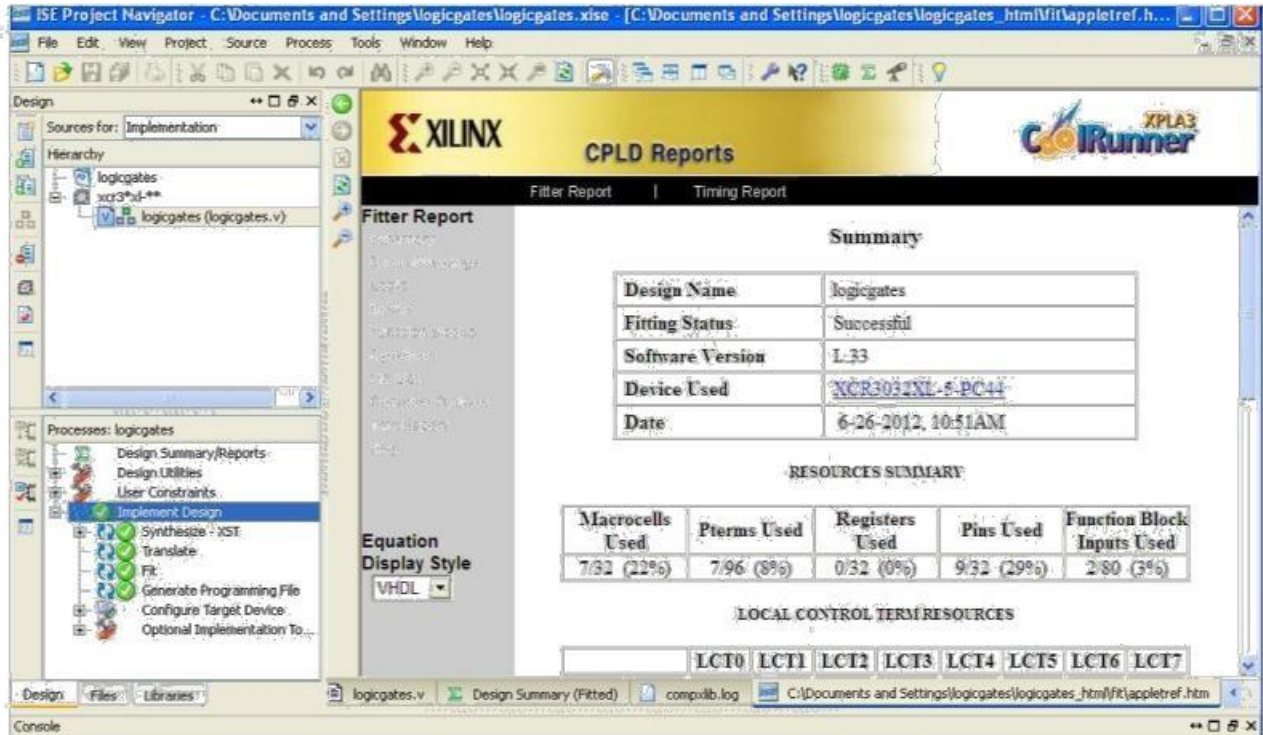 ISE Project Navigator - C:\Documents and Settings\logicgates\logicgates.xise - [C:\Documents and Settings\logicgates\logicgates_html\fit\appletref.h...
File Edit View Project Source Process Tools Window Help
Design
Sources for: Implementation
Hierarchy
logicgates
xcr3*xl-**
logicgates (logicgates.v)
Processes: logicgates
Design Summary/Reports
Design Utilities
User Constraints
Implement Design
Synthesize - XST
Translate
Fit
Generate Programming File
Configure Target Device
Optional Implementation To...
Design Files Libraries
XILINX
CPLD Reports
XPLA3
CoolRunner
Fitter Report | Timing Report
Fitter Report
Equation
Display Style
VHDL
Summary
Design Name logicgates
Fitting Status Successful
Software Version L.33
Device Used XCR3032XL-5-PC44
Date 6-26-2012, 10:51AM
RESOURCES SUMMARY
Macrocells Used Pterms Used Registers Used Pins Used Function Block Inputs Used
7/32 (22%) 7/96 (8%) 0/32 (0%) 9/32 (29%) 2/80 (3%)
LOCAL CONTROL TERM RESOURCES
LCT0 LCT1 LCT2 LCT3 LCT4 LCT5 LCT6 LCT7
logicgates.v Design Summary (Fitted) compxlib.log C:\Documents and Settings\logicgates\logicgates_html\fit\appletref.htm
Console